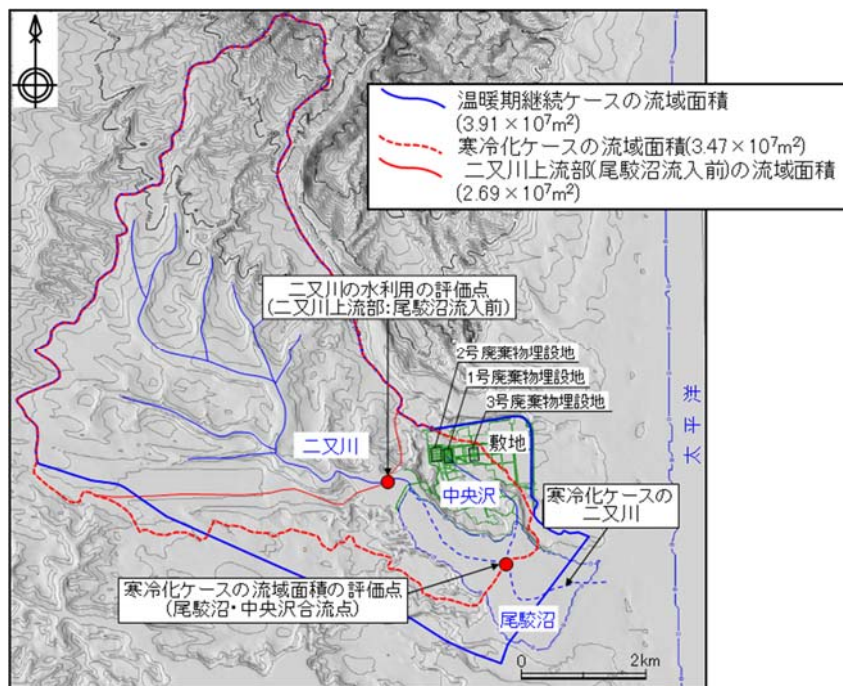 温暖期継続ケースの流域面積
(3.91×10⁷m²)
寒冷化ケースの流域面積(3.47×10⁷m²)
二又川上流部(尾駮沼流入前)の流域面積
(2.69×10⁷m²)
二又川の水利用の評価点
(二又川上流部:尾駮沼流入前)
2号廃棄物埋設地
1号廃棄物埋設地
3号廃棄物埋設地
敷地
太平洋
二又川
中央沢
寒冷化ケースの
二又川
寒冷化ケースの流域面積の評価点
(尾駮沼・中央沢合流点)
尾駮沼
0 2km